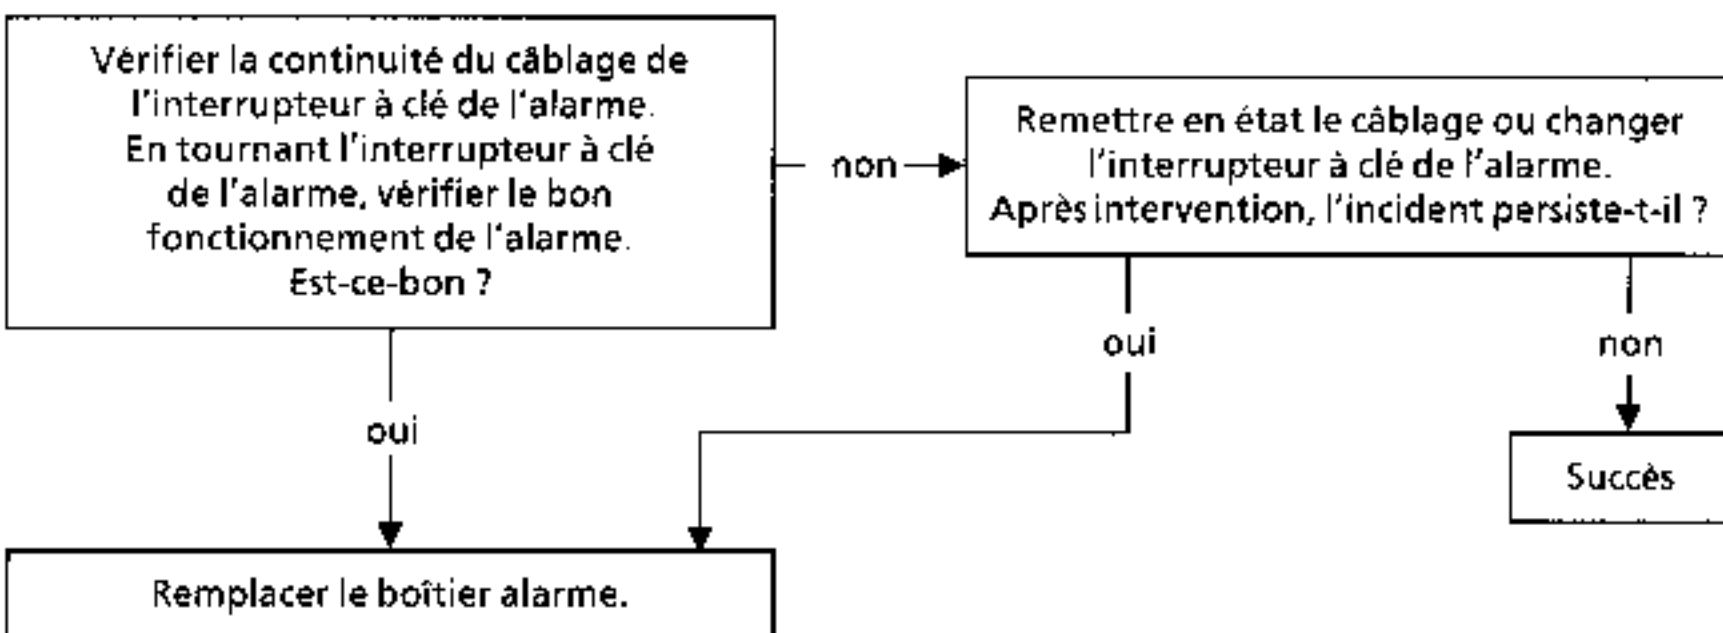 Vérifier la continuité du câblage de
l'interrupteur à clé de l'alarme.
En tournant l'interrupteur à clé
de l'alarme, vérifier le bon
fonctionnement de l'alarme.
Est-ce-bon ?
non
Remettre en état le câblage ou changer
l'interrupteur à clé de l'alarme.
Après intervention, l'incident persiste-t-il ?
oui
non
oui
Succès
Remplacer le boîtier alarme.